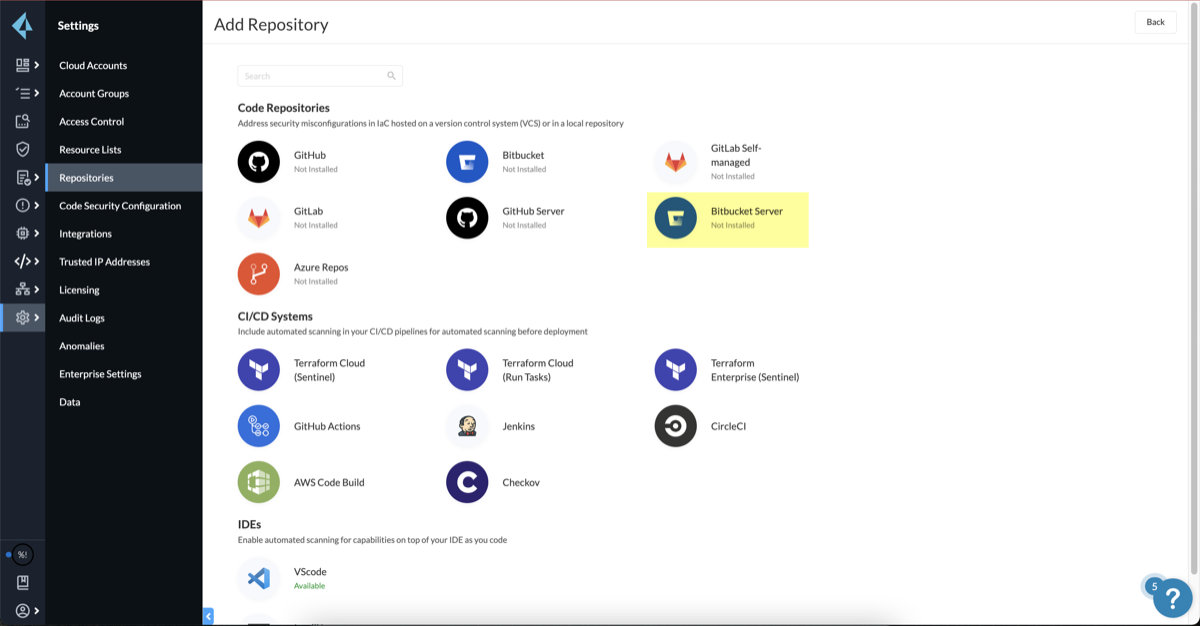 Settings
Cloud Accounts
Account Groups
Access Control
Resource Lists
Repositories
Code Security Configuration
Integrations
Trusted IP Addresses
Licensing
Audit Logs
Anomalies
Enterprise Settings
Data
%!
Add Repository
Back
Search
Code Repositories
Address security misconfigurations in IaC hosted on a version control system (VCS) or in a local repository
GitHub
Not Installed
Bitbucket
Not Installed
GitLab Self-
managed
Not Installed
GitLab
Not Installed
GitHub Server
Not Installed
Bitbucket Server
Not Installed
Azure Repos
Not Installed
CI/CD Systems
Include automated scanning in your CI/CD pipelines for automated scanning before deployment
Terraform Cloud
(Sentinel)
Terraform Cloud
(Run Tasks)
Terraform
Enterprise (Sentinel)
GitHub Actions
Jenkins
CircleCI
AWS Code Build
Checkov
IDEs
Enable automated scanning for capabilities on top of your IDE as you code
VScode
Available
5
?